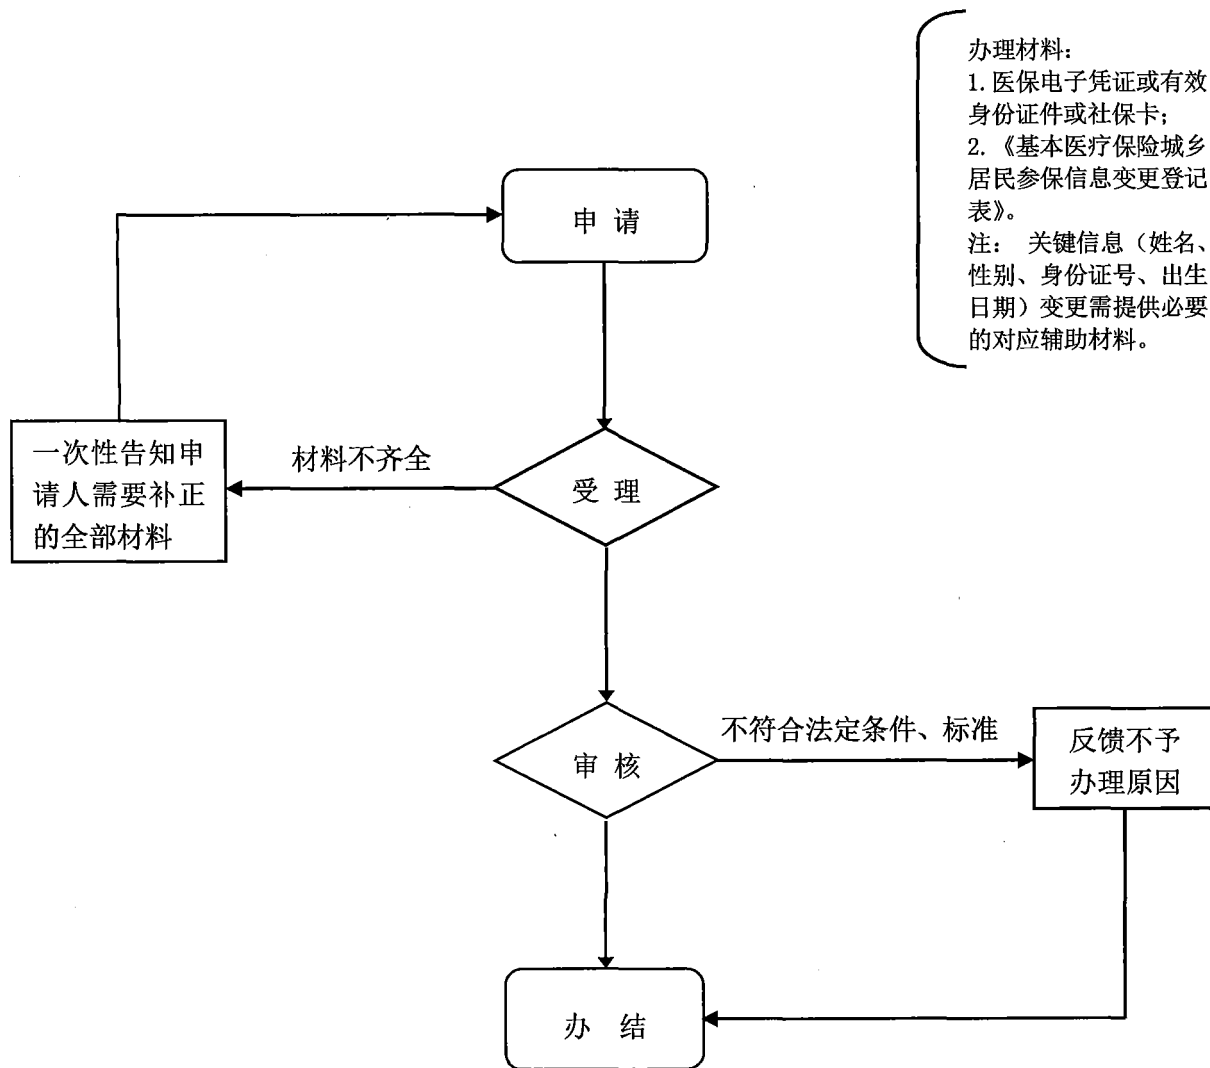 办理材料：
1. 医保电子凭证或有效
身份证件或社保卡；
2. 《基本医疗保险城乡
居民参保信息变更登记
表》。
注： 关键信息（姓名、
性别、身份证号、出生
日期）变更需提供必要
的对应辅助材料。
申 请
一次性告知申
请人需要补正
的全部材料
材料不齐全
受 理
审 核
不符合法定条件、标准
反馈不予
办理原因
办 结